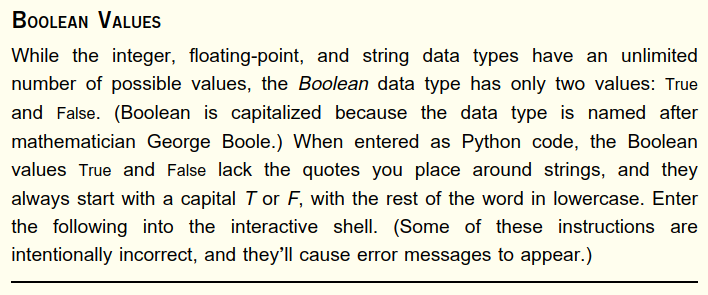 BOOLEAN VALUES
While the integer, floating-point, and string data types have an unlimited
number of possible values, the Boolean data type has only two values: True
and False. (Boolean is capitalized because the data type is named after
mathematician George Boole.) When entered as Python code, the Boolean
values True and False lack the quotes you place around strings, and they
always start with a capital T or F, with the rest of the word in lowercase. Enter
the following into the interactive shell. (Some of these instructions are
intentionally incorrect, and they’ll cause error messages to appear.)